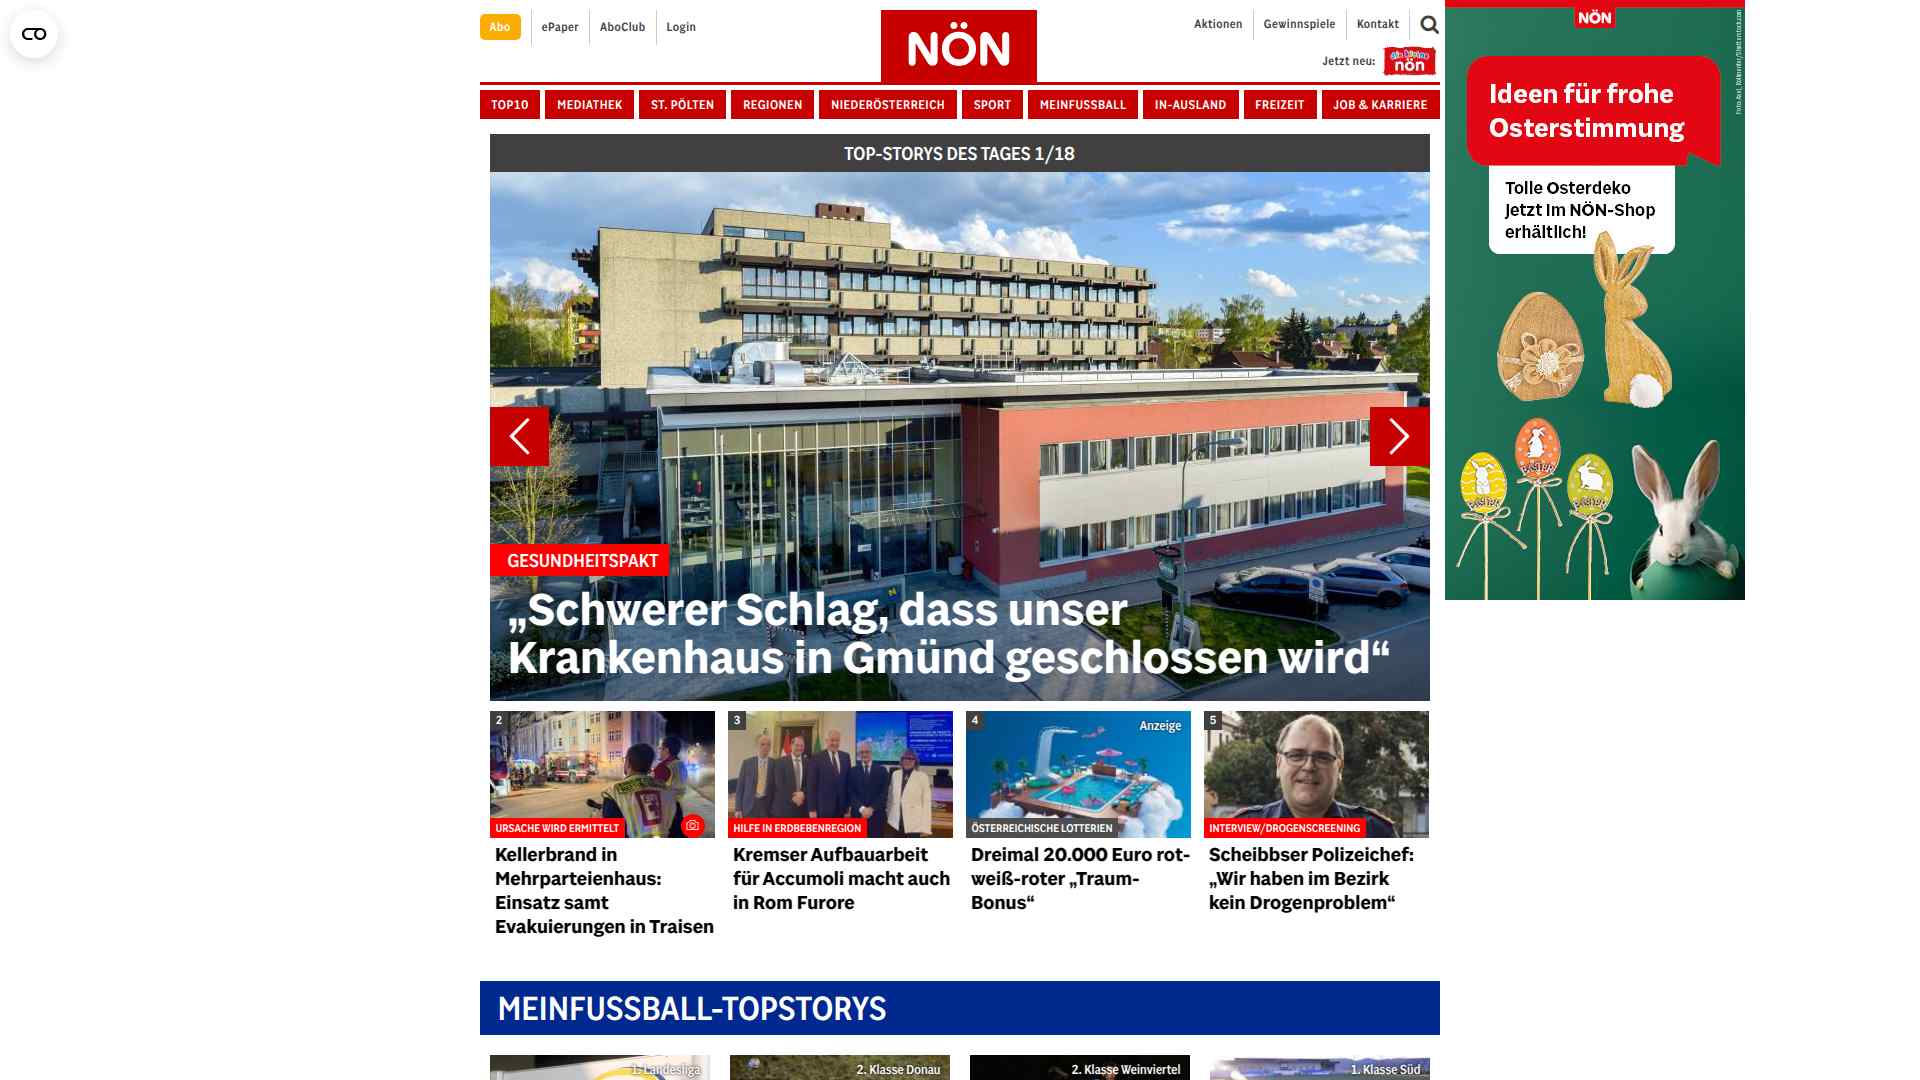 Abo
ePaper
AboClub
Login
NÖN
Aktionen
Gewinnspiele
Kontakt
Jetzt neu:
nön
TOP10
MEDIATHEK
ST. PÖLTEN
REGIONEN
NIEDERÖSTERREICH
SPORT
MEINFUSSBALL
IN-AUSLAND
FREIZEIT
JOB & KARRIERE
TOP-STORYS DES TAGES 1/18
GESUNDHEITSPAKT
„Schwerer Schlag, dass unser
Krankenhaus in Gmünd geschlossen wird“
2
URSACHE WIRD ERMITTELT
Kellerbrand in
Mehrparteienhaus:
Einsatz samt
Evakuierungen in Traisen
3
HILFE IN ERDBEBENREGION
Kremser Aufbauarbeit
für Accumoli macht auch
in Rom Furore
4
Anzeige
ÖSTERREICHISCHE LOTTERIEN
Dreimal 20.000 Euro rot-
weiß-roter „Traum-
Bonus“
5
INTERVIEW/DROGENSCREENING
Scheibbser Polizeichef:
„Wir haben im Bezirk
kein Drogenproblem“
MEINFUSSBALL-TOPSTORYS
1. Landesliga
2. Klasse Donau
2. Klasse Weinviertel
1. Klasse Süd
NÖN
Ideen für frohe
Osterstimmung
Tolle Osterdeko
jetzt im NÖN-Shop
erhältlich!
EASTER
EASTER
EASTER